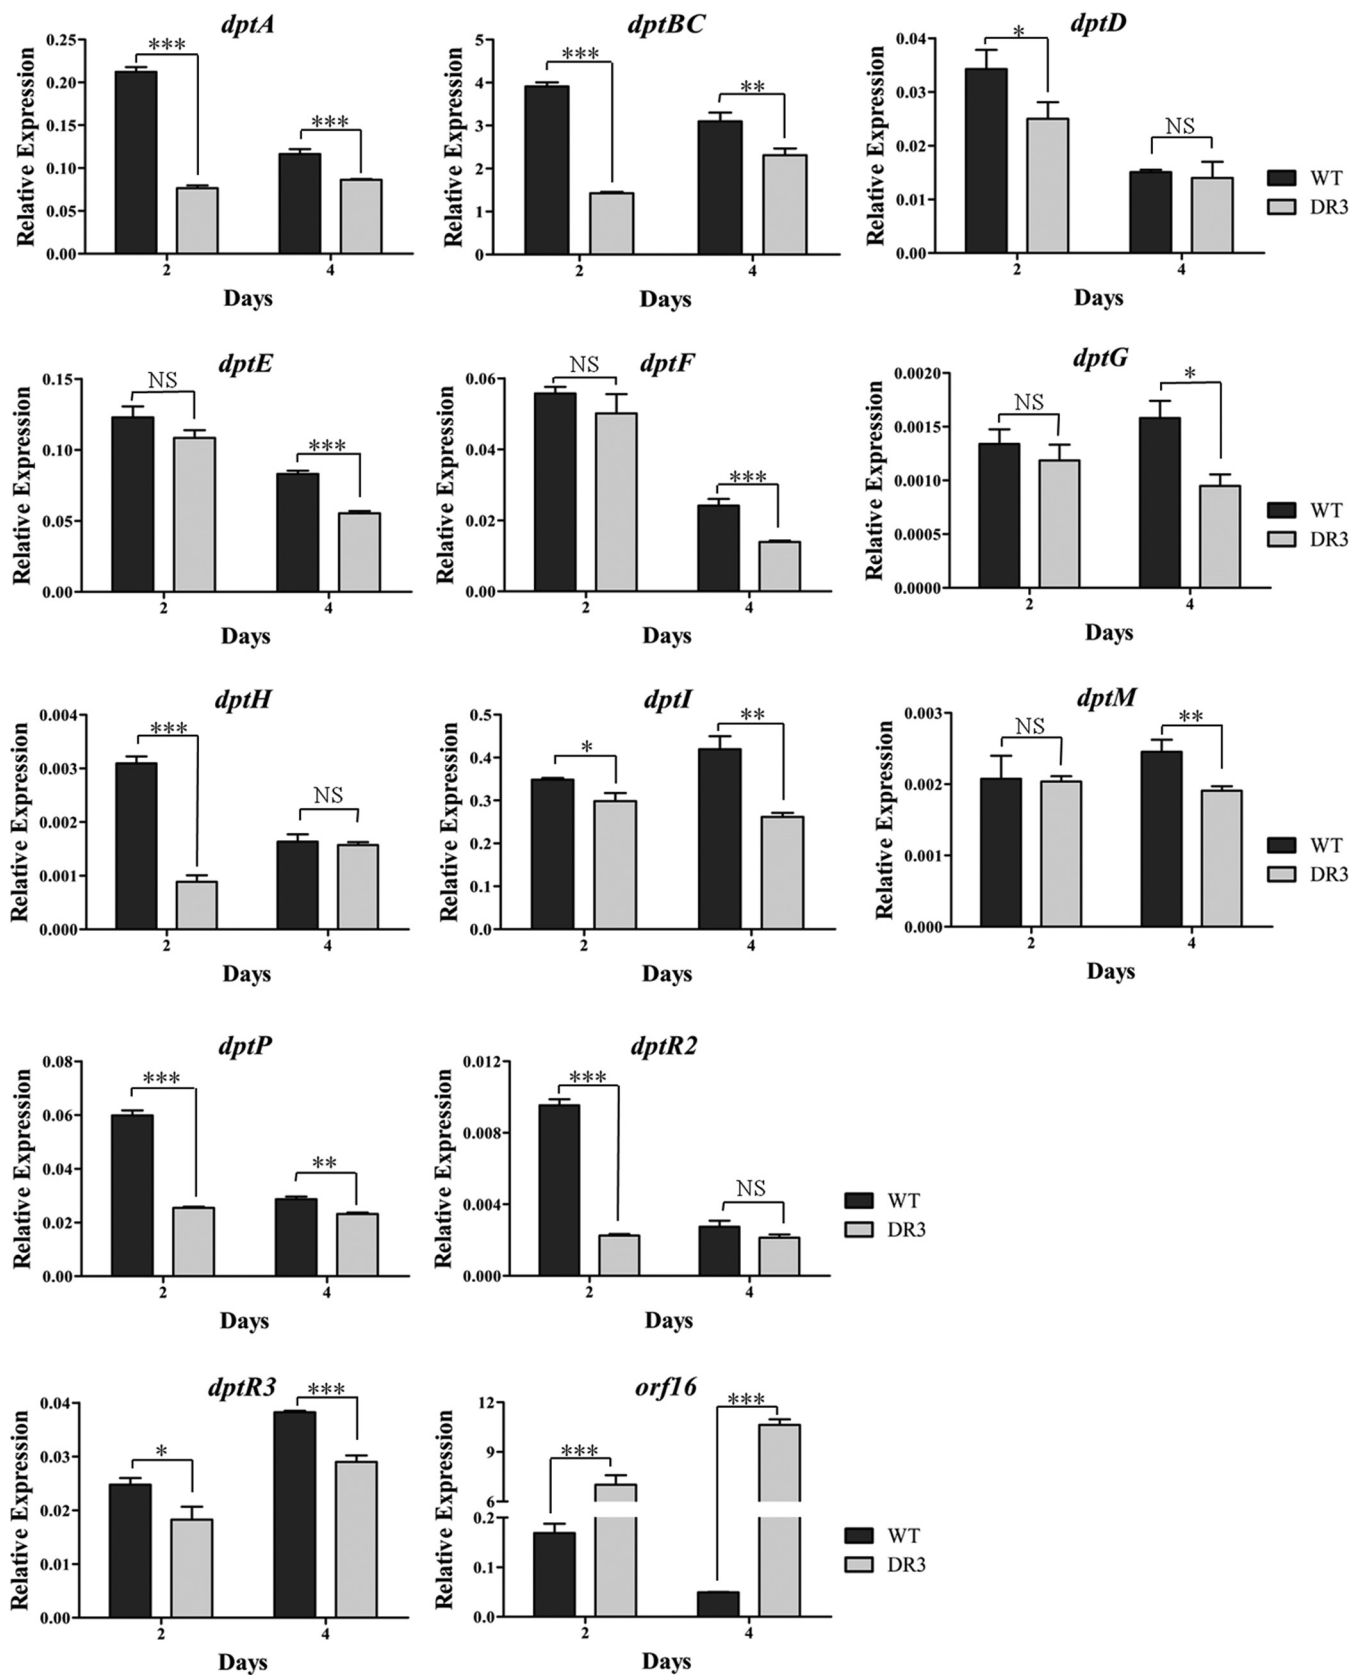 dptA
Relative Expression
0.25
0.20
0.15
0.10
0.05
0.00
***
***
2
4
Days
dptBC
Relative Expression
5
4
3
2
1
0
***
**
2
4
Days
dptD
Relative Expression
0.04
0.03
0.02
0.01
0.00
*
NS
2
4
Days
WT
DR3
dptE
Relative Expression
0.15
0.10
0.05
0.00
NS
***
2
4
Days
dptF
Relative Expression
0.06
0.04
0.02
0.00
NS
***
2
4
Days
dptG
Relative Expression
0.0020
0.0015
0.0010
0.0005
0.0000
NS
*
2
4
Days
WT
DR3
dptH
Relative Expression
0.004
0.003
0.002
0.001
0.000
***
NS
2
4
Days
dptI
Relative Expression
0.5
0.4
0.3
0.2
0.1
0.0
*
**
2
4
Days
dptM
Relative Expression
0.003
0.002
0.001
0.000
NS
**
2
4
Days
WT
DR3
dptP
Relative Expression
0.08
0.06
0.04
0.02
0.00
***
**
2
4
Days
dptR2
Relative Expression
0.012
0.008
0.004
0.000
***
NS
2
4
Days
WT
DR3
dptR3
Relative Expression
0.04
0.03
0.02
0.01
0.00
*
***
2
4
Days
orf16
Relative Expression
12
9
6
0.2
0.1
0.0
***
***
2
4
Days
WT
DR3